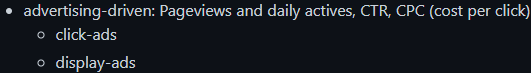 advertising-driven: Pageviews and daily actives, CTR, CPC (cost per click)
click-ads
display-ads